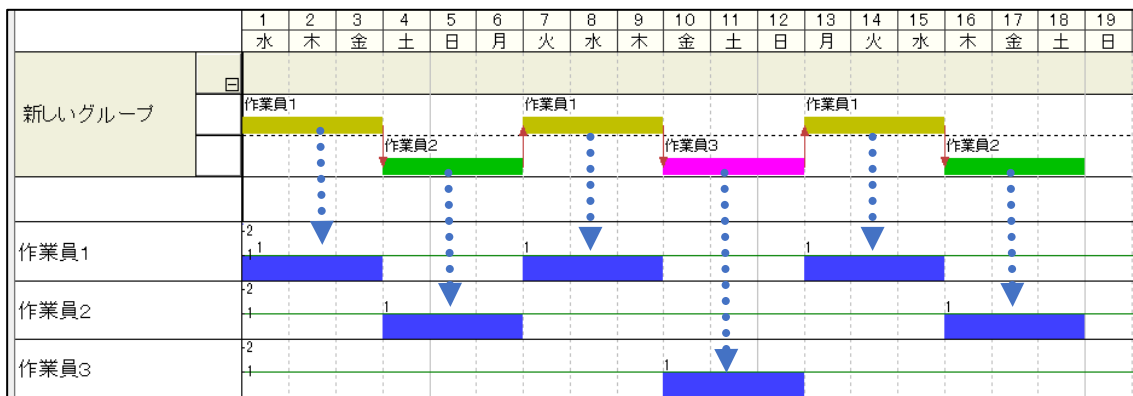 1 2 3 4 5 6 7 8 9 10 11 12 13 14 15 16 17 18 19
水 木 金 土 日 月 火 水 木 金 土 日 月 火 水 木 金 土 日
新しいグループ
作業員1 作業員1 作業員1
作業員2 作業員3 作業員2
作業員1
2
1 1 1 1
作業員2
2
1 1 1
作業員3
2
1 1